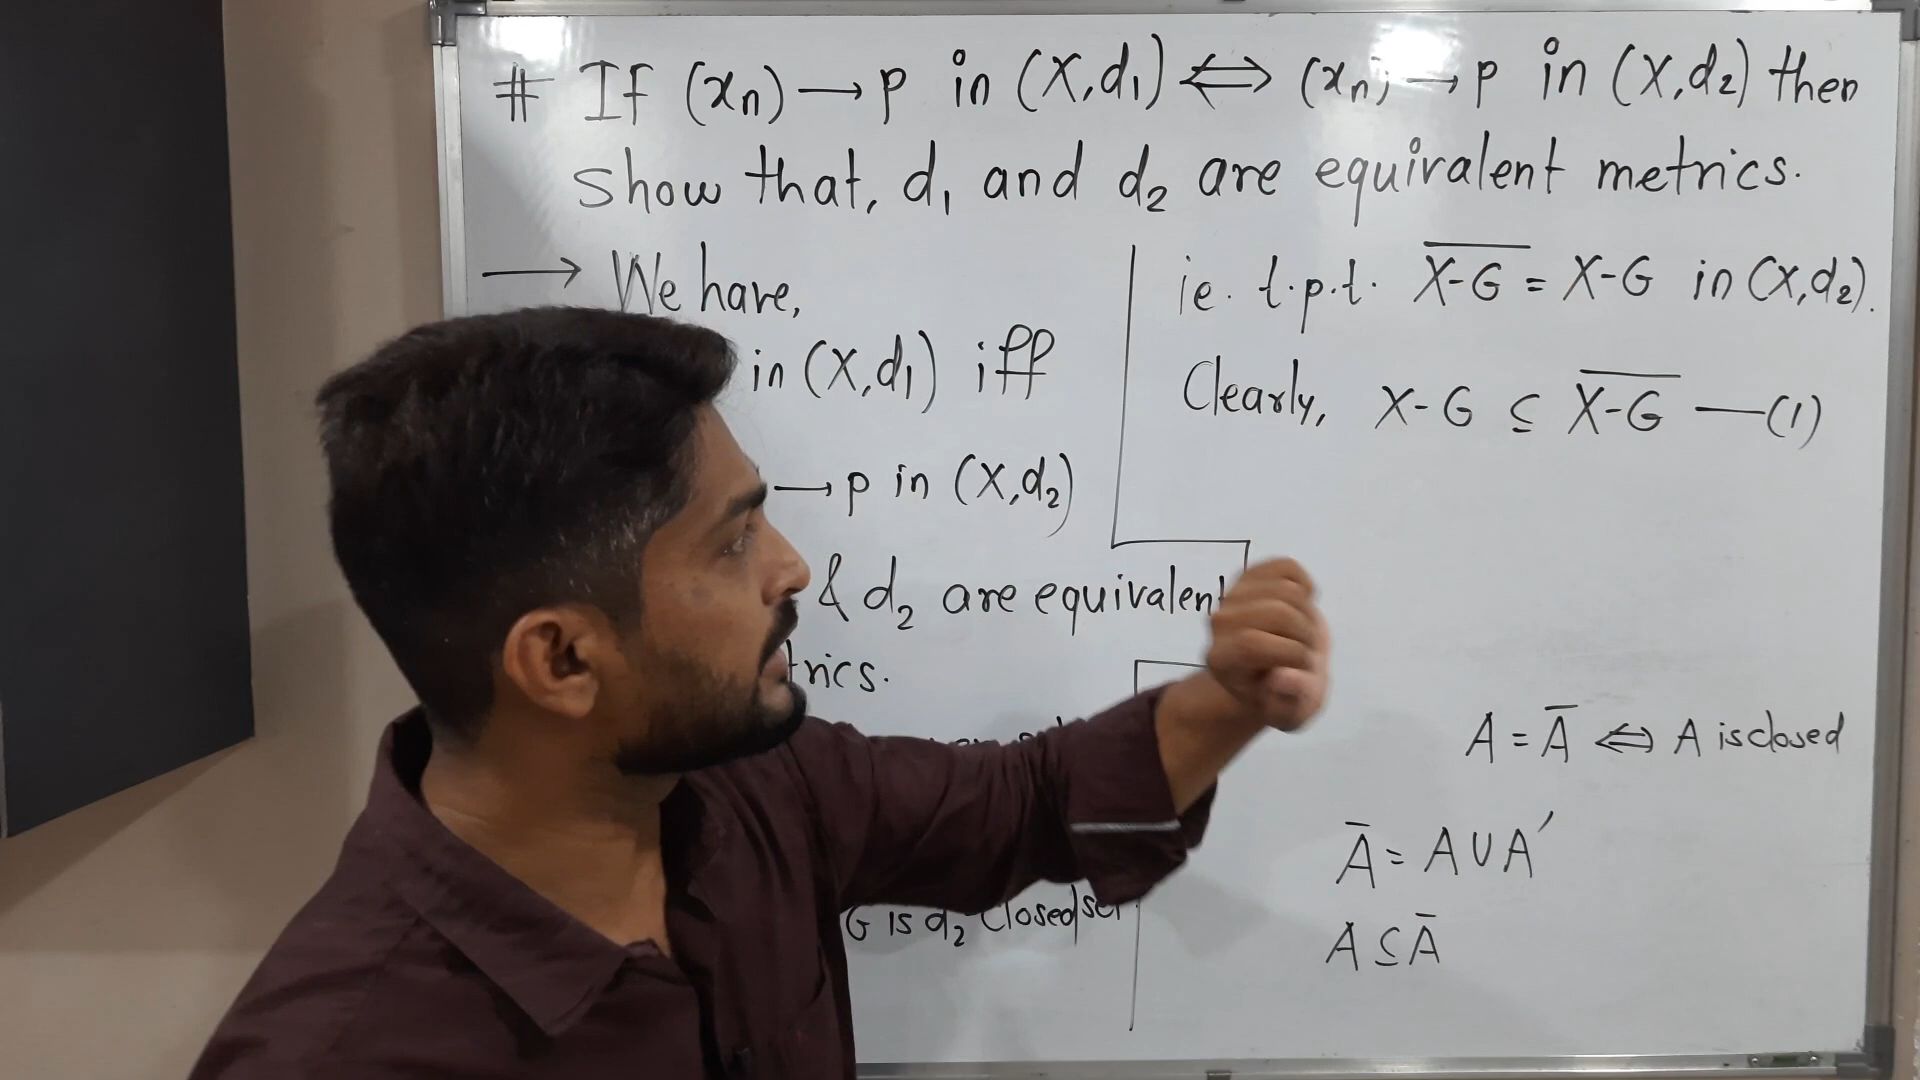 # If (xn) → p in (X,d₁) ⇔ (xn) → p in (X,d₂) then
show that, d₁ and d₂ are equivalent metrics.
→ We have,
in (X,d₁) iff
→ p in (X,d₂)
& d₂ are equivalent
trics.
G is d₂ closed set
ie. t.p.t. \overline{X-G} = X-G in (X,d₂).
Clearly, X-G ⊆ \overline{X-G} —(1)
A = Ā ⇔ A is closed
Ā = A ∪ A′
A ⊆ Ā